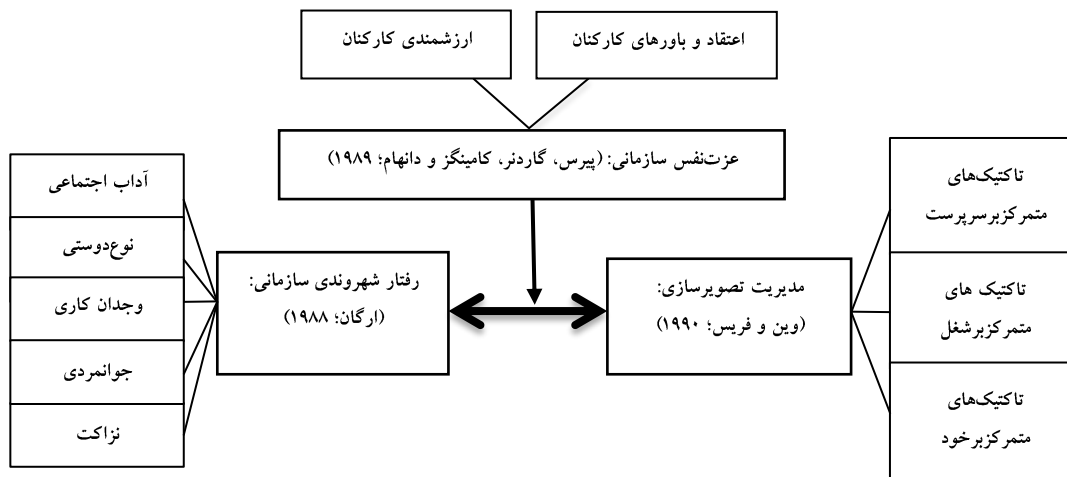 اعتقاد و باورهای کارکنان
ارزشمندی کارکنان
عزت‌نفس سازمانی: (پیرس، گاردنر، کامینگز و دانهام؛ ۱۹۸۹)
تاکتیک‌های
متمرکزبرسرپرست
تاکتیک های
متمرکزبرشغل
تاکتیک‌های
متمرکزبرخود
مدیریت تصویرسازی:
(وین و فریس؛ ۱۹۹۰)
رفتار شهروندی سازمانی:
(ارگان؛ ۱۹۸۸)
آداب اجتماعی
نوع‌دوستی
وجدان کاری
جوانمردی
نزاکت